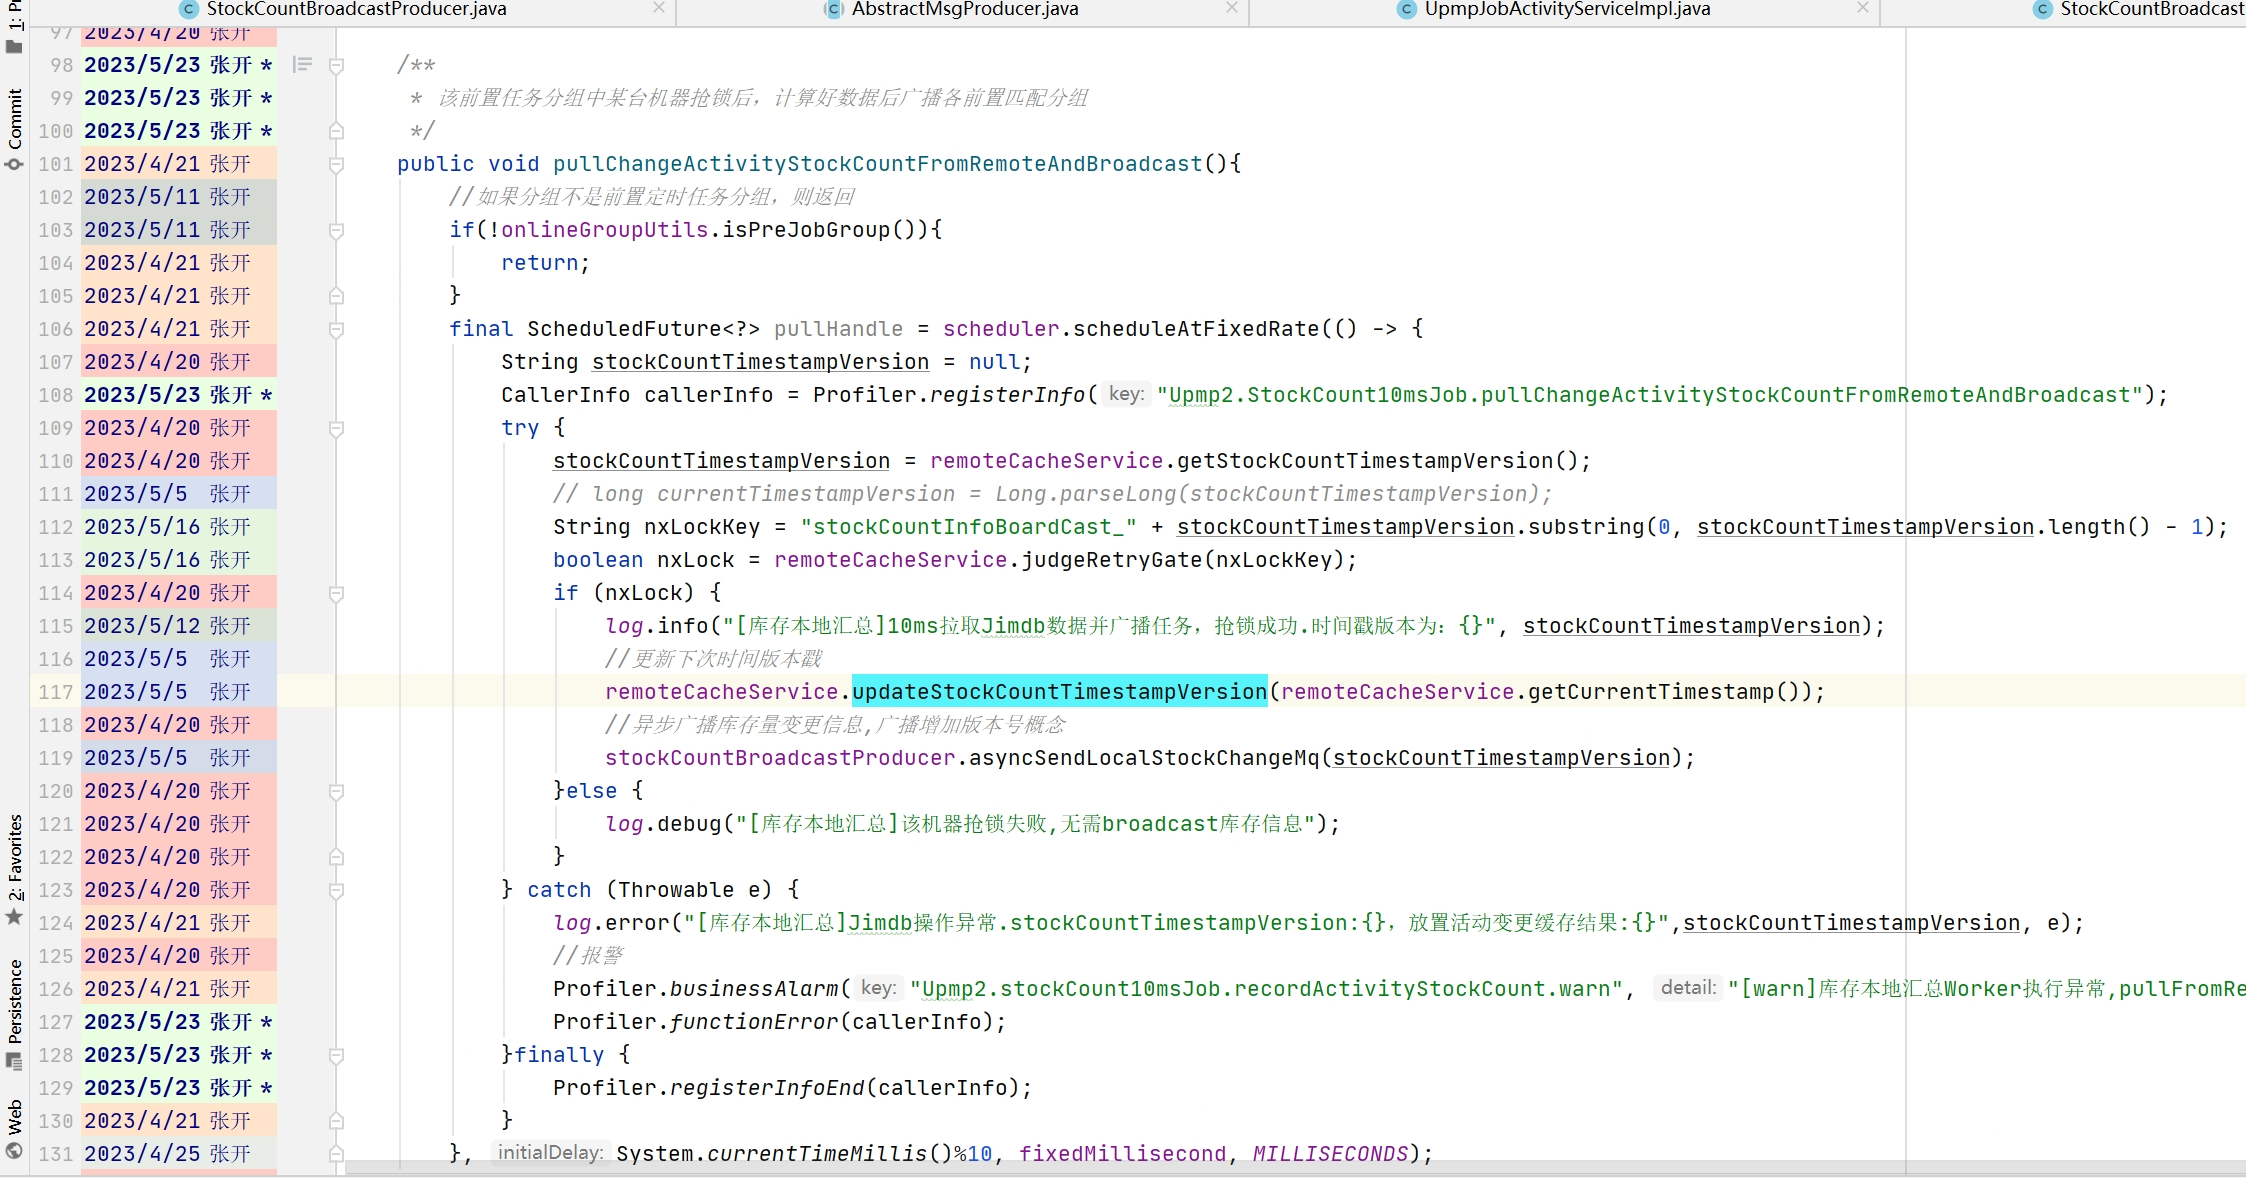 StockCountBroadcastProducer.java AbstractMsgProducer.java UpmpJobActivityServiceImpl.java StockCountBroadcast
97 2023/4/20 张开
98 2023/5/23 张开 * /**
99 2023/5/23 张开 * * 该前置任务分组中某台机器抢锁后，计算好数据后广播各前置匹配分组
100 2023/5/23 张开 * */
101 2023/4/21 张开 public void pullChangeActivityStockCountFromRemoteAndBroadcast(){
102 2023/5/11 张开 //如果分组不是前置定时任务分组，则返回
103 2023/5/11 张开 if(!onlineGroupUtils.isPreJobGroup()){
104 2023/4/21 张开 return;
105 2023/4/21 张开 }
106 2023/4/21 张开 final ScheduledFuture<?> pullHandle = scheduler.scheduleAtFixedRate(() -> {
107 2023/4/20 张开 String stockCountTimestampVersion = null;
108 2023/5/23 张开 * CallerInfo callerInfo = Profiler.registerInfo( key: "Upmp2.StockCount10msJob.pullChangeActivityStockCountFromRemoteAndBroadcast");
109 2023/4/20 张开 try {
110 2023/4/20 张开 stockCountTimestampVersion = remoteCacheService.getStockCountTimestampVersion();
111 2023/5/5 张开 // long currentTimestampVersion = Long.parseLong(stockCountTimestampVersion);
112 2023/5/16 张开 String nxLockKey = "stockCountInfoBoardCast_" + stockCountTimestampVersion.substring(0, stockCountTimestampVersion.length() - 1);
113 2023/5/16 张开 boolean nxLock = remoteCacheService.judgeRetryGate(nxLockKey);
114 2023/4/20 张开 if (nxLock) {
115 2023/5/12 张开 log.info("[库存本地汇总]10ms拉取Jimdb数据并广播任务，抢锁成功.时间戳版本为：{}", stockCountTimestampVersion);
116 2023/5/5 张开 //更新下次时间版本戳
117 2023/5/5 张开 remoteCacheService.updateStockCountTimestampVersion(remoteCacheService.getCurrentTimestamp());
118 2023/4/20 张开 //异步广播库存量变更信息,广播增加版本号概念
119 2023/5/5 张开 stockCountBroadcastProducer.asyncSendLocalStockChangeMq(stockCountTimestampVersion);
120 2023/4/20 张开 }else {
121 2023/4/20 张开 log.debug("[库存本地汇总]该机器抢锁失败,无需broadcast库存信息");
122 2023/4/20 张开 }
123 2023/4/20 张开 } catch (Throwable e) {
124 2023/4/21 张开 log.error("[库存本地汇总]Jimdb操作异常.stockCountTimestampVersion:{}，放置活动变更缓存结果:{}",stockCountTimestampVersion, e);
125 2023/4/20 张开 //报警
126 2023/4/21 张开 Profiler.businessAlarm( key: "Upmp2.stockCount10msJob.recordActivityStockCount.warn", detail: "[warn]库存本地汇总Worker执行异常,pullFromRe
127 2023/5/23 张开 * Profiler.functionError(callerInfo);
128 2023/5/23 张开 * }finally {
129 2023/5/23 张开 * Profiler.registerInfoEnd(callerInfo);
130 2023/4/21 张开 }
131 2023/4/25 张开 }, initialDelay: System.currentTimeMillis()%10, fixedMillisecond, MILLISECONDS);
Commit
2: Favorites
Persistence
Web